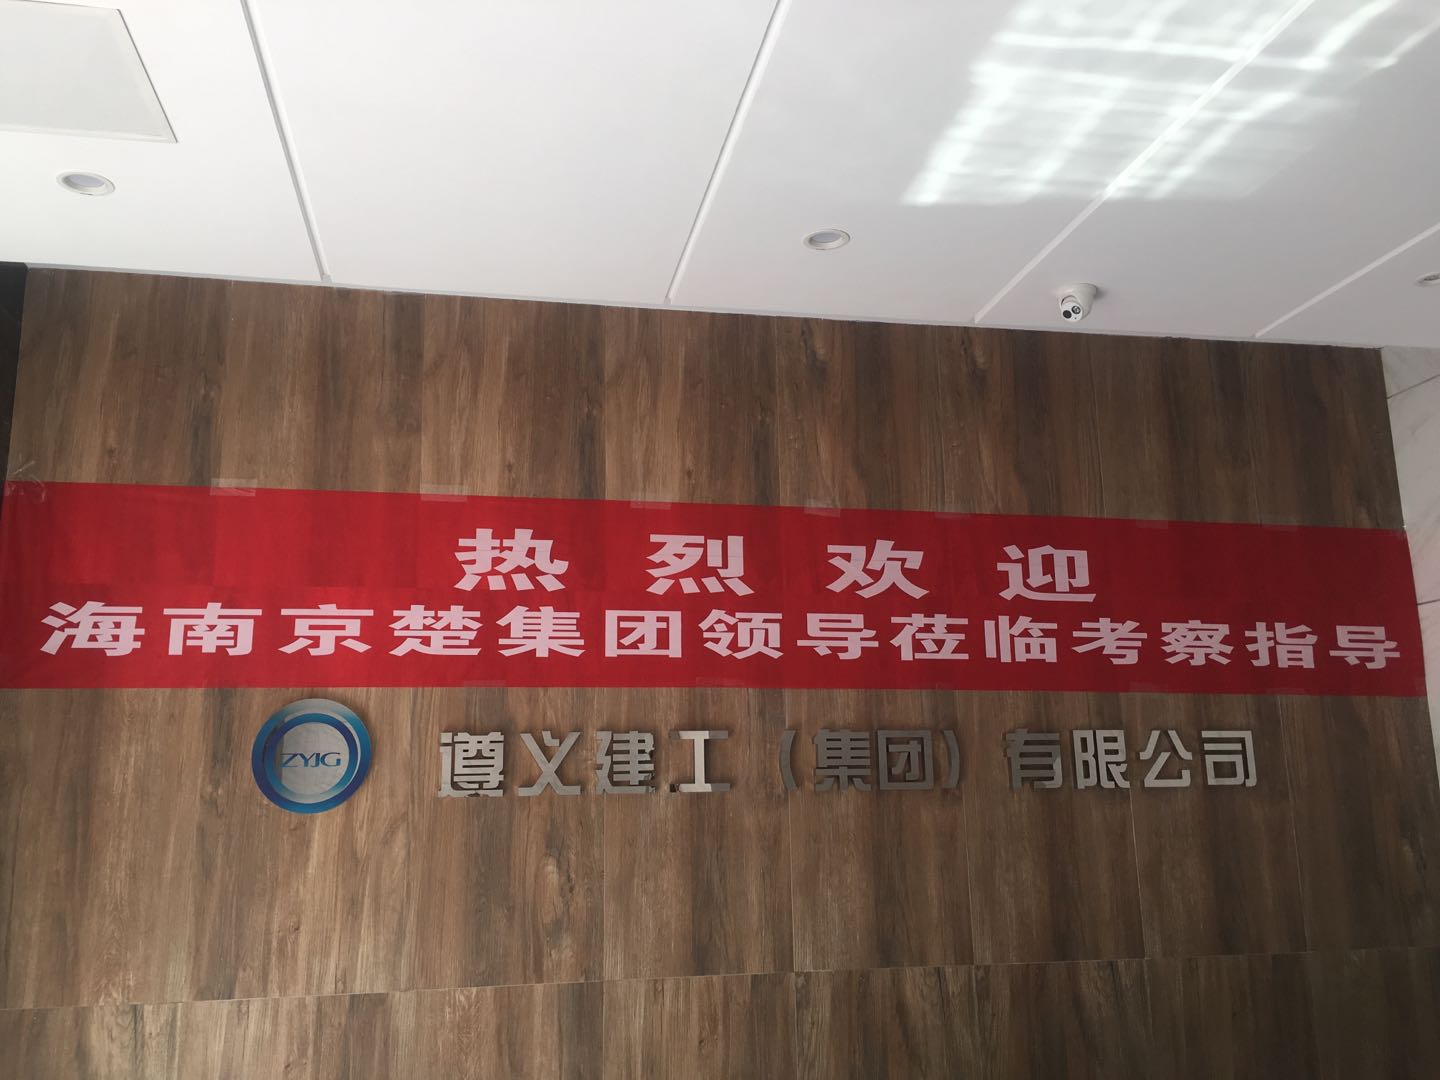 热烈欢迎
海南京楚集团领导莅临考察指导
ZYJG
遵义建工（集团）有限公司